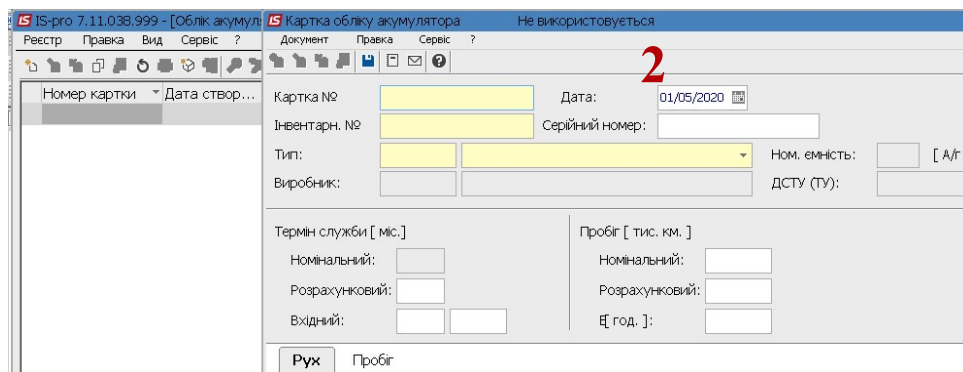 IS-pro 7.11.038.999 - [Облік акумул
Реєстр Правка Вид Сервіс ?
Номер картки Дата створ...
Картка обліку акумулятора Не використовується
Документ Правка Сервіс ?
2
Картка № Дата: 01/05/2020
Інвентарн. № Серійний номер:
Тип: Ном. ємність: [ А/г
Виробник: ДСТУ (ТУ):
Термін служби [ міс.] Пробіг [ тис. км. ]
Номінальний: Номінальний:
Розрахунковий: Розрахунковий:
Вхідний: [ год. ]:
Рух Пробіг